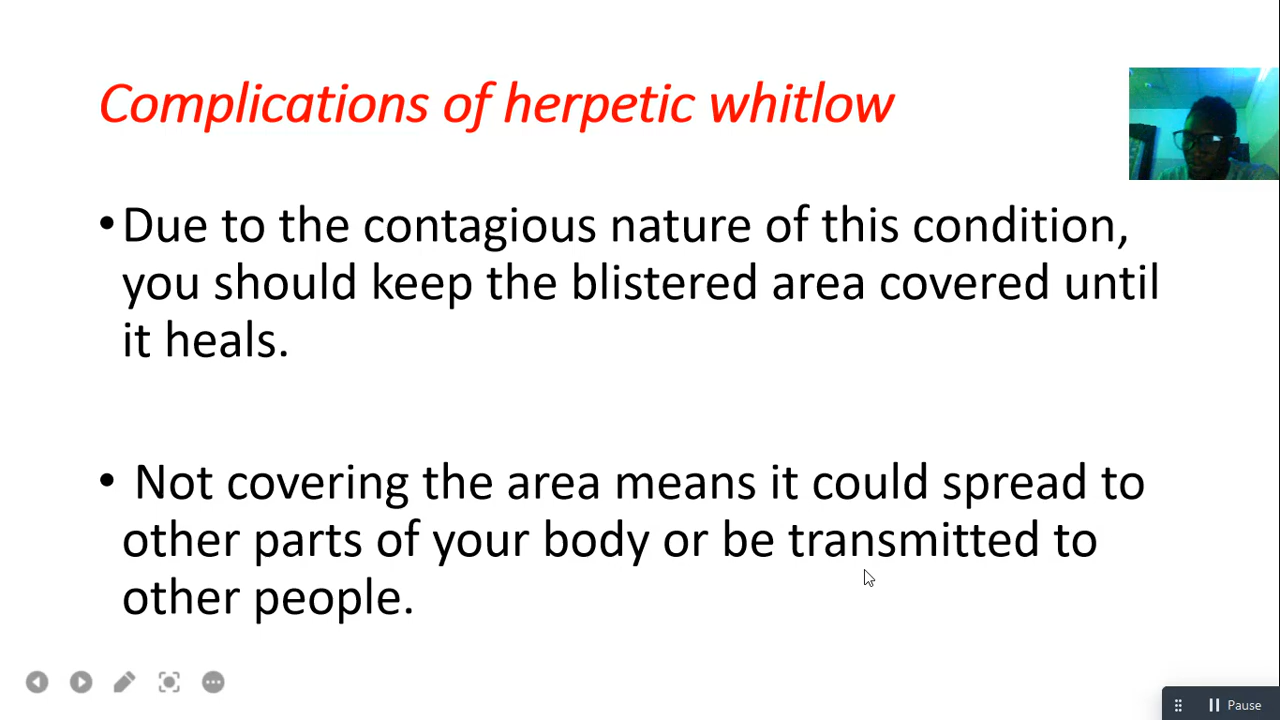 Complications of herpetic whitlow
• Due to the contagious nature of this condition,
you should keep the blistered area covered until
it heals.
• Not covering the area means it could spread to
other parts of your body or be transmitted to
other people.
Pause